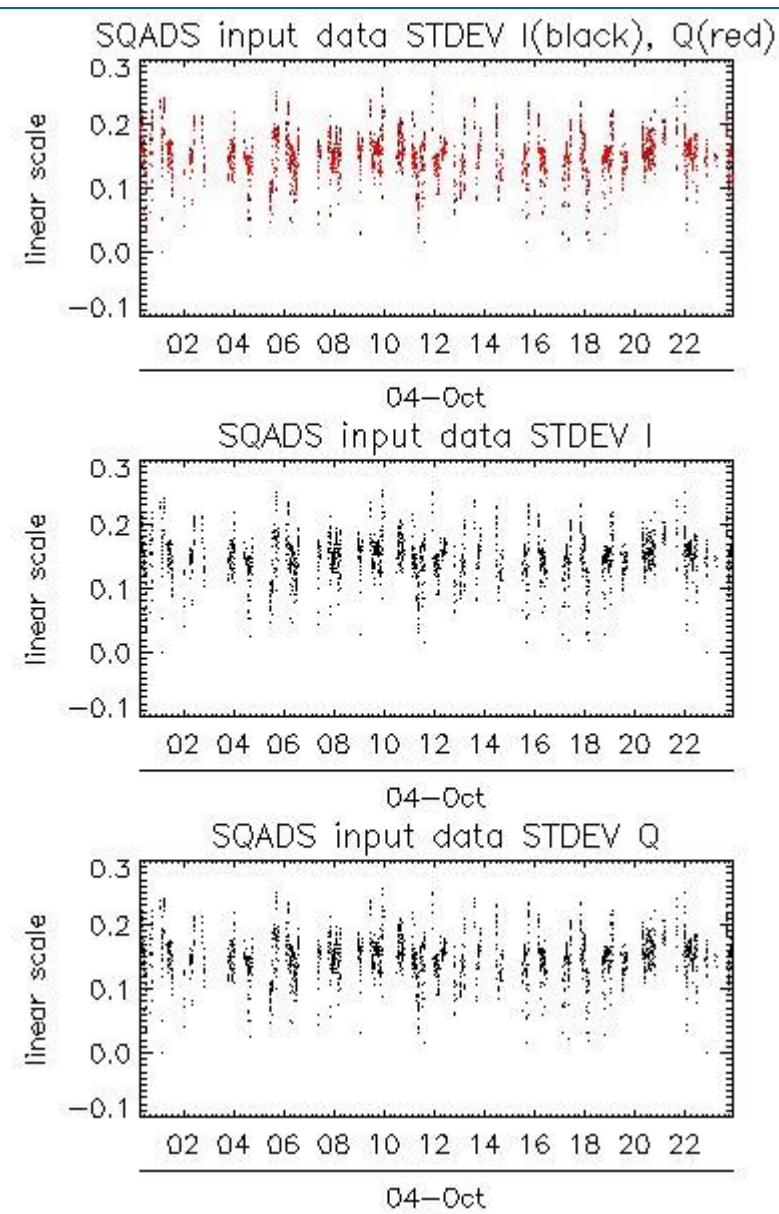 SQADS input data STDEV I(black), Q(red)
0.3
0.2
0.1
0.0
-0.1
linear scale
02 04 06 08 10 12 14 16 18 20 22
04-Oct
SQADS input data STDEV I
0.3
0.2
0.1
0.0
-0.1
linear scale
02 04 06 08 10 12 14 16 18 20 22
04-Oct
SQADS input data STDEV Q
0.3
0.2
0.1
0.0
-0.1
linear scale
02 04 06 08 10 12 14 16 18 20 22
04-Oct